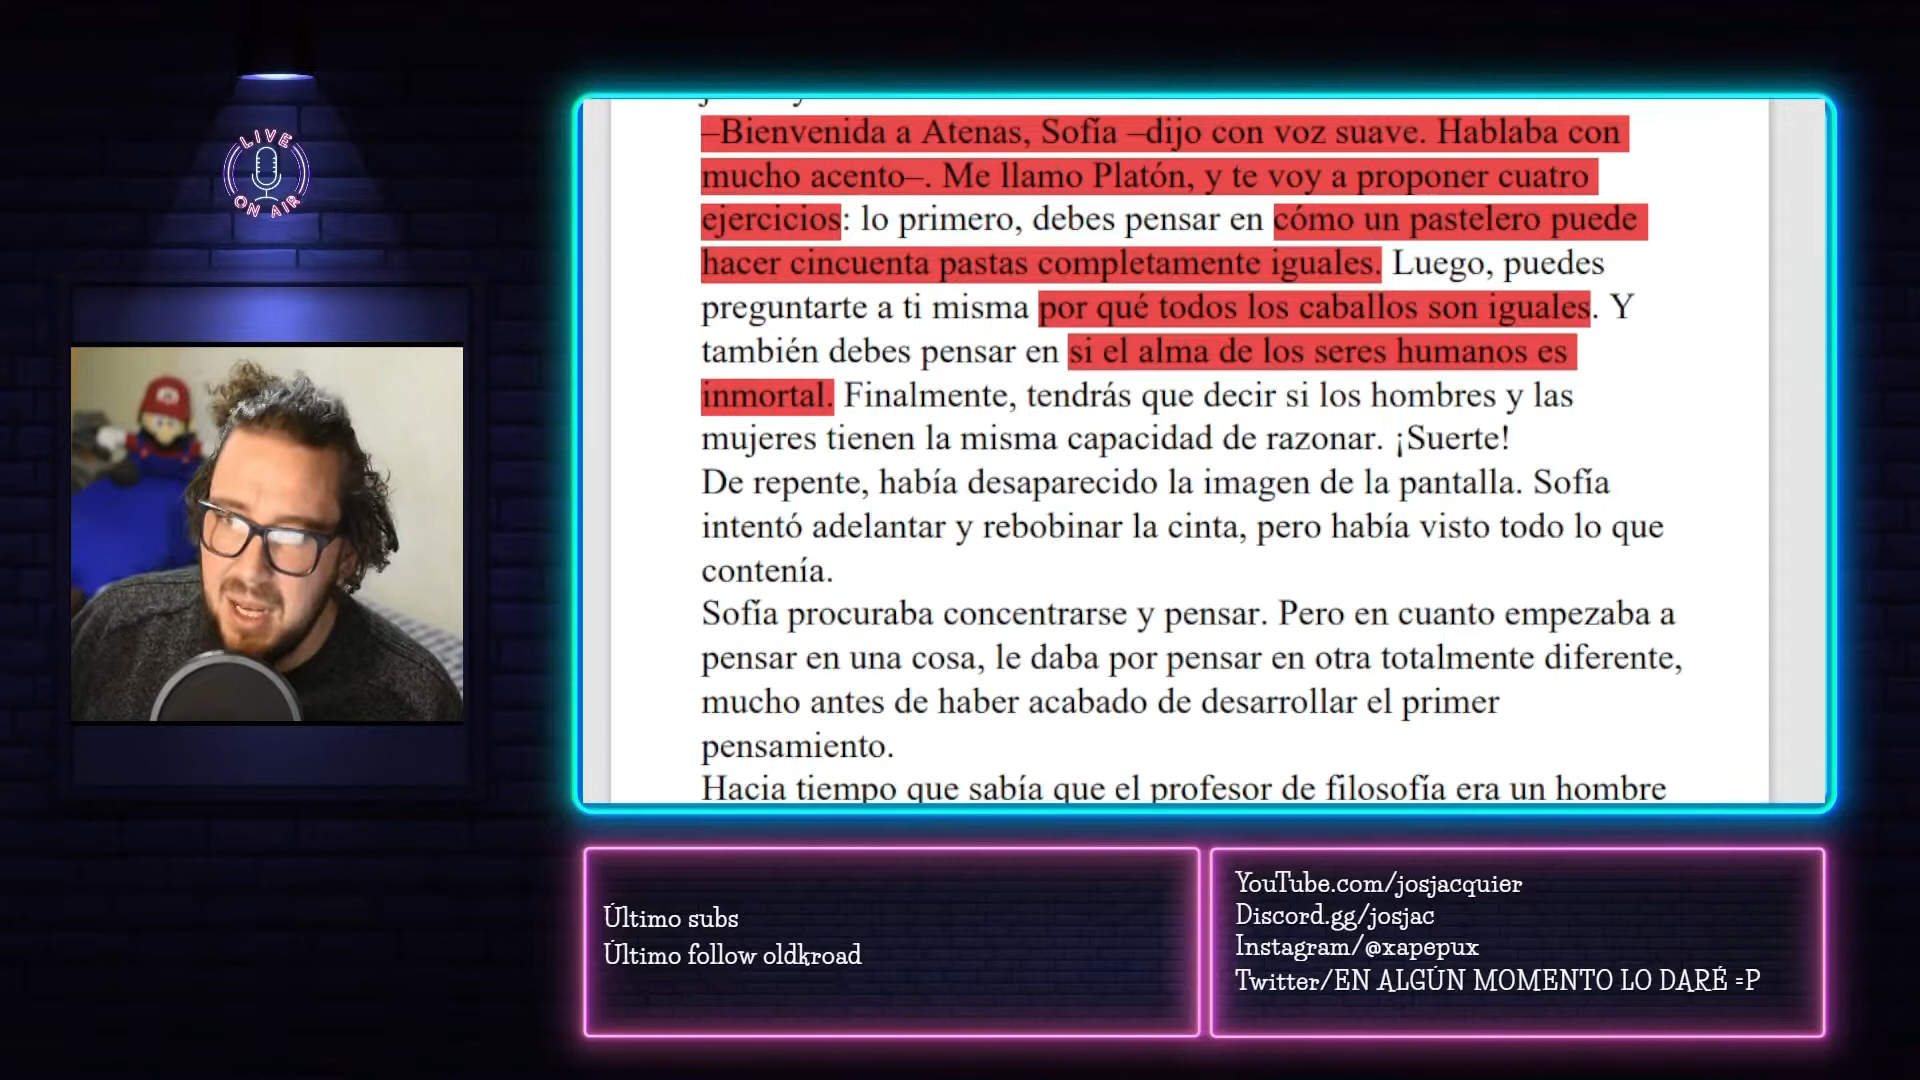 LIVE
ON AIR
–Bienvenida a Atenas, Sofía –dijo con voz suave. Hablaba con
mucho acento–. Me llamo Platón, y te voy a proponer cuatro
ejercicios: lo primero, debes pensar en cómo un pastelero puede
hacer cincuenta pastas completamente iguales. Luego, puedes
preguntarte a ti misma por qué todos los caballos son iguales. Y
también debes pensar en si el alma de los seres humanos es
inmortal. Finalmente, tendrás que decir si los hombres y las
mujeres tienen la misma capacidad de razonar. ¡Suerte!
De repente, había desaparecido la imagen de la pantalla. Sofía
intentó adelantar y rebobinar la cinta, pero había visto todo lo que
contenía.
Sofía procuraba concentrarse y pensar. Pero en cuanto empezaba a
pensar en una cosa, le daba por pensar en otra totalmente diferente,
mucho antes de haber acabado de desarrollar el primer
pensamiento.
Hacia tiempo que sabía que el profesor de filosofía era un hombre
Último subs
Último follow oldkroad
YouTube.com/josjacquier
Discord.gg/josjac
Instagram/@xapepux
Twitter/EN ALGÚN MOMENTO LO DARÉ =P